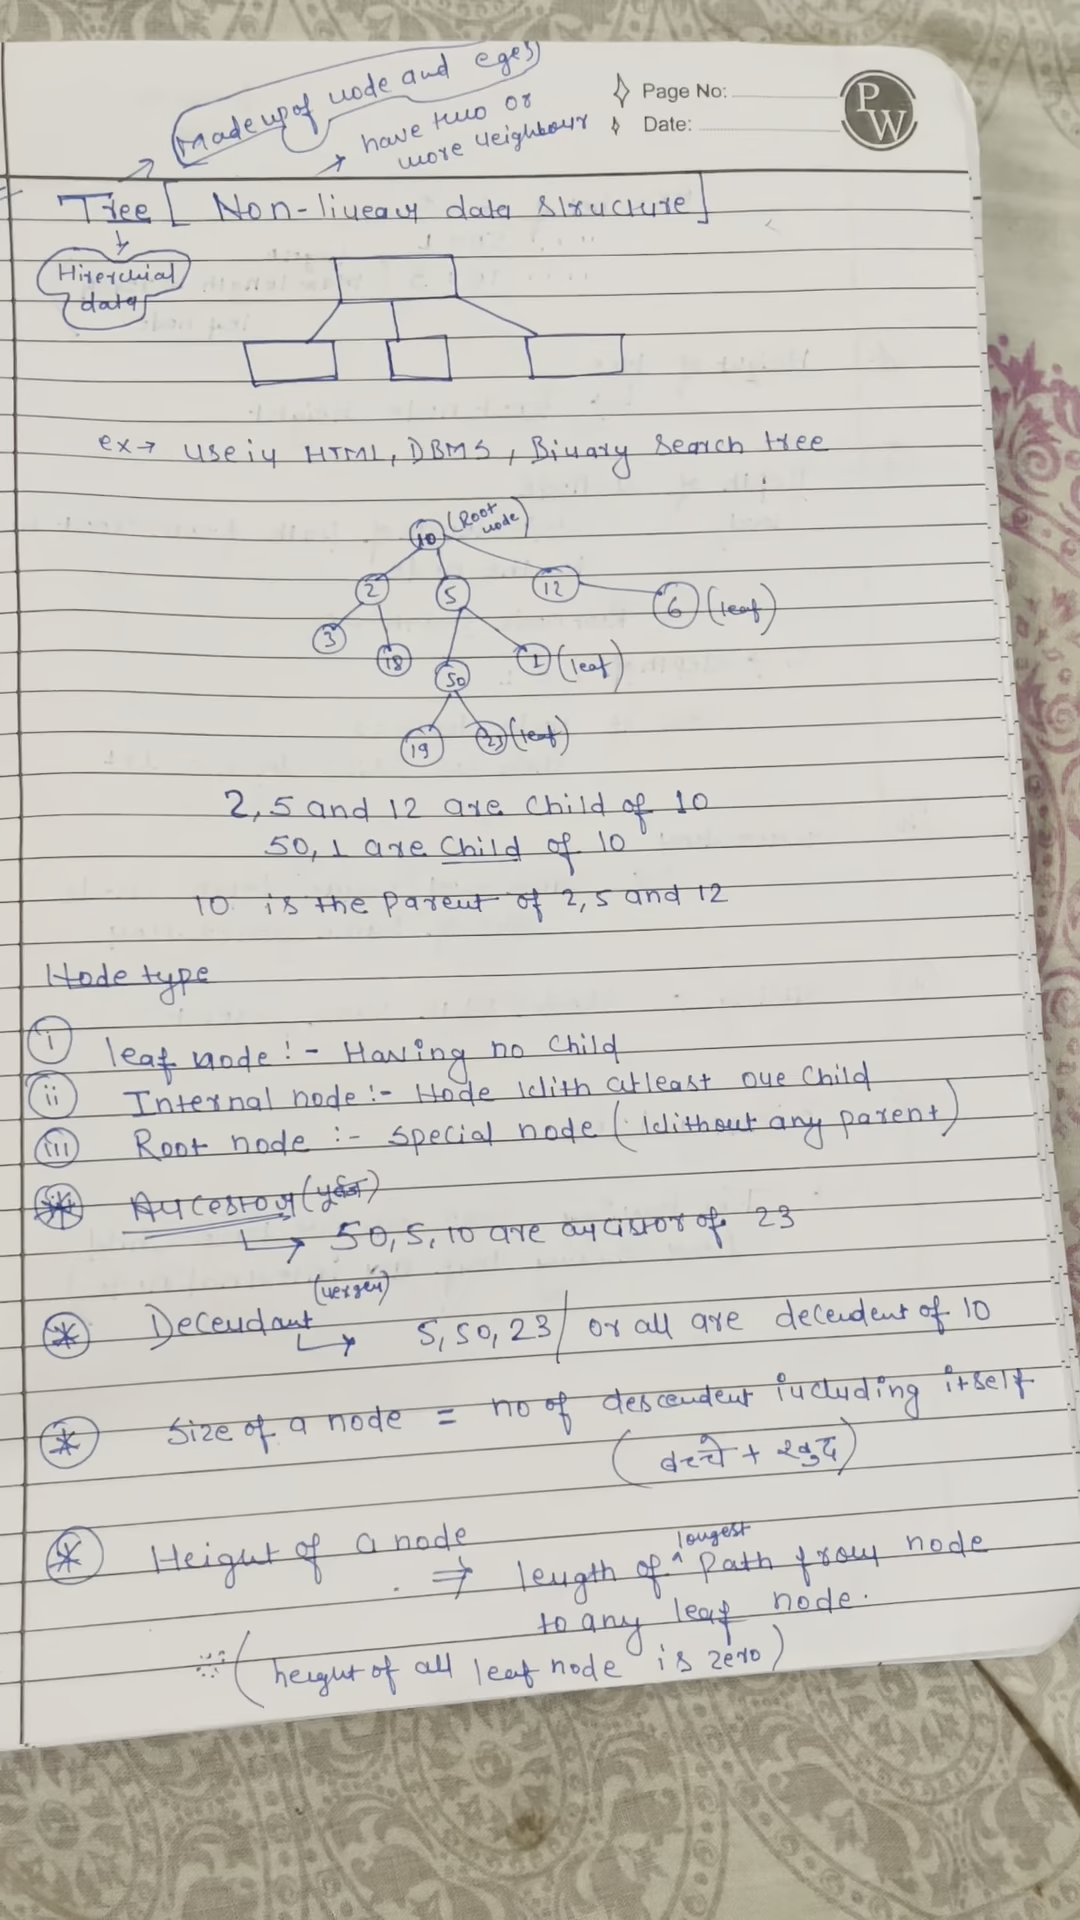 Made up of node and eges
have two or
more neighbour
Page No:
Date:
PW
Tree [ Non-linear data structure ]
Hirerchial
data
ex→ use in HTML, DBMS, Binary Search tree
10 (Root node)
2 5 12
6 (leaf)
3
18 50 1 (leaf)
19 23 (leaf)
2, 5 and 12 are Child of 10
50, 1 are Child of 10
10 is the Parent of 2, 5 and 12
Node type
i leaf node :- Having no Child
ii Internal node :- Node With atleast one Child
iii Root node :- special node (Without any parent)
* Ancestor (पूर्वज)
↳ 50, 5, 10 are ancistor of 23
* Decendant
↳ 5, 50, 23 / or all are decendent of 10
* Size of a node = no of descendent including itself
(बच्चे + खुद)
* Height of a node
⇒ length of ^ longest Path from node
to any leaf node.
(height of all leaf node is zero)